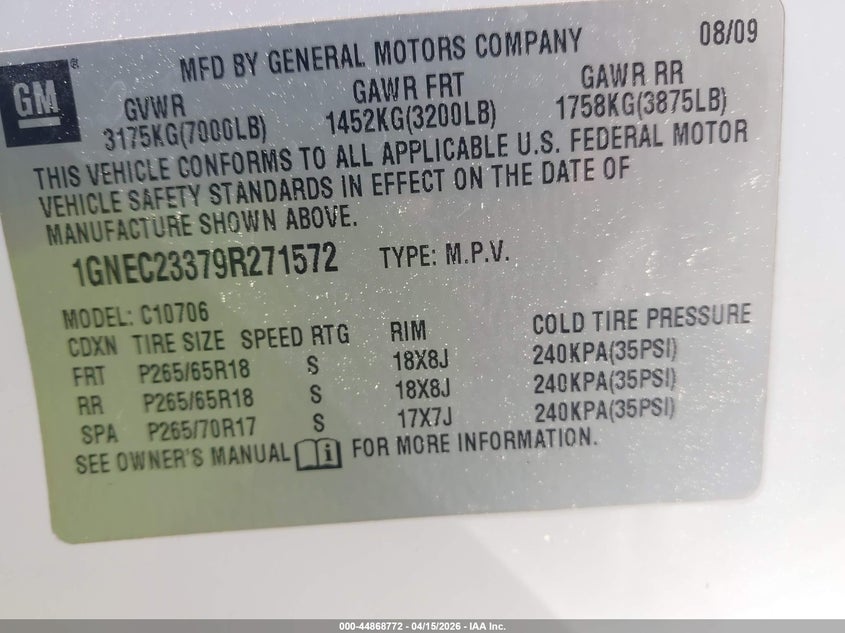 GM ®
MFD BY GENERAL MOTORS COMPANY 08/09
GVWR GAWR FRT GAWR RR
3175KG(7000LB) 1452KG(3200LB) 1758KG(3875LB)
THIS VEHICLE CONFORMS TO ALL APPLICABLE U.S. FEDERAL MOTOR
VEHICLE SAFETY STANDARDS IN EFFECT ON THE DATE OF
MANUFACTURE SHOWN ABOVE.
1GNEC23379R271572 TYPE: M.P.V.
MODEL: C10706
CDXN TIRE SIZE SPEED RTG RIM COLD TIRE PRESSURE
FRT P265/65R18 S 18X8J 240KPA(35PSI)
RR P265/65R18 S 18X8J 240KPA(35PSI)
SPA P265/70R17 S 17X7J 240KPA(35PSI)
SEE OWNER'S MANUAL i FOR MORE INFORMATION.
000-44868772 - 04/15/2026 - IAA Inc.